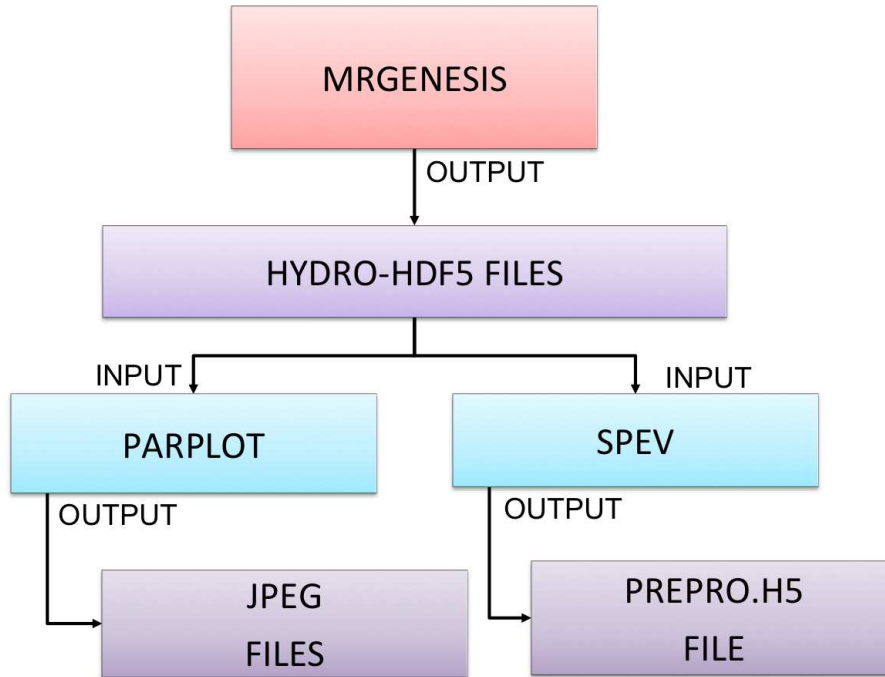 MRGENESIS
OUTPUT
HYDRO-HDF5 FILES
INPUT
INPUT
PARPLOT
SPEV
OUTPUT
OUTPUT
JPEG
FILES
PREPRO.H5
FILE